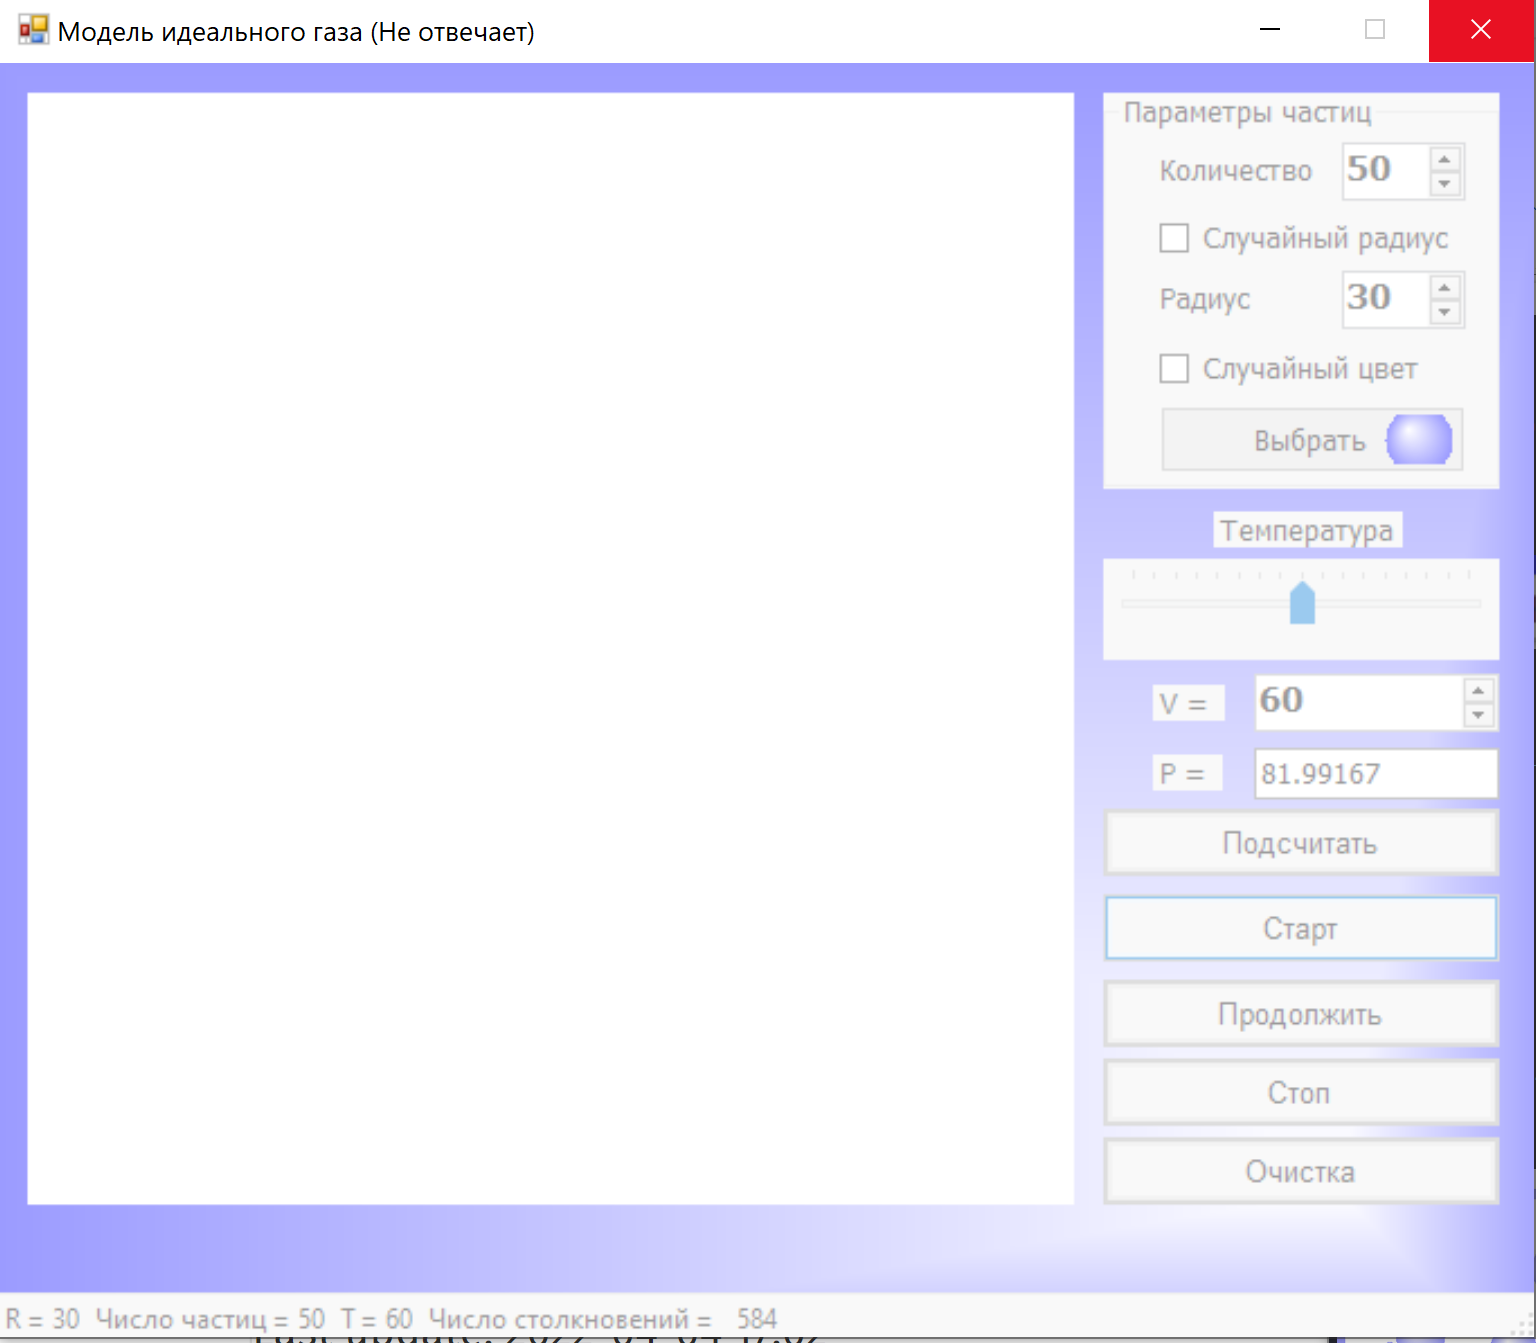 Модель идеального газа (Не отвечает)
Параметры частиц
Количество 50
Случайный радиус
Радиус 30
Случайный цвет
Выбрать
Температура
V = 60
P = 81.99167
Подсчитать
Старт
Продолжить
Стоп
Очистка
R = 30 Число частиц = 50 T = 60 Число столкновений = 584